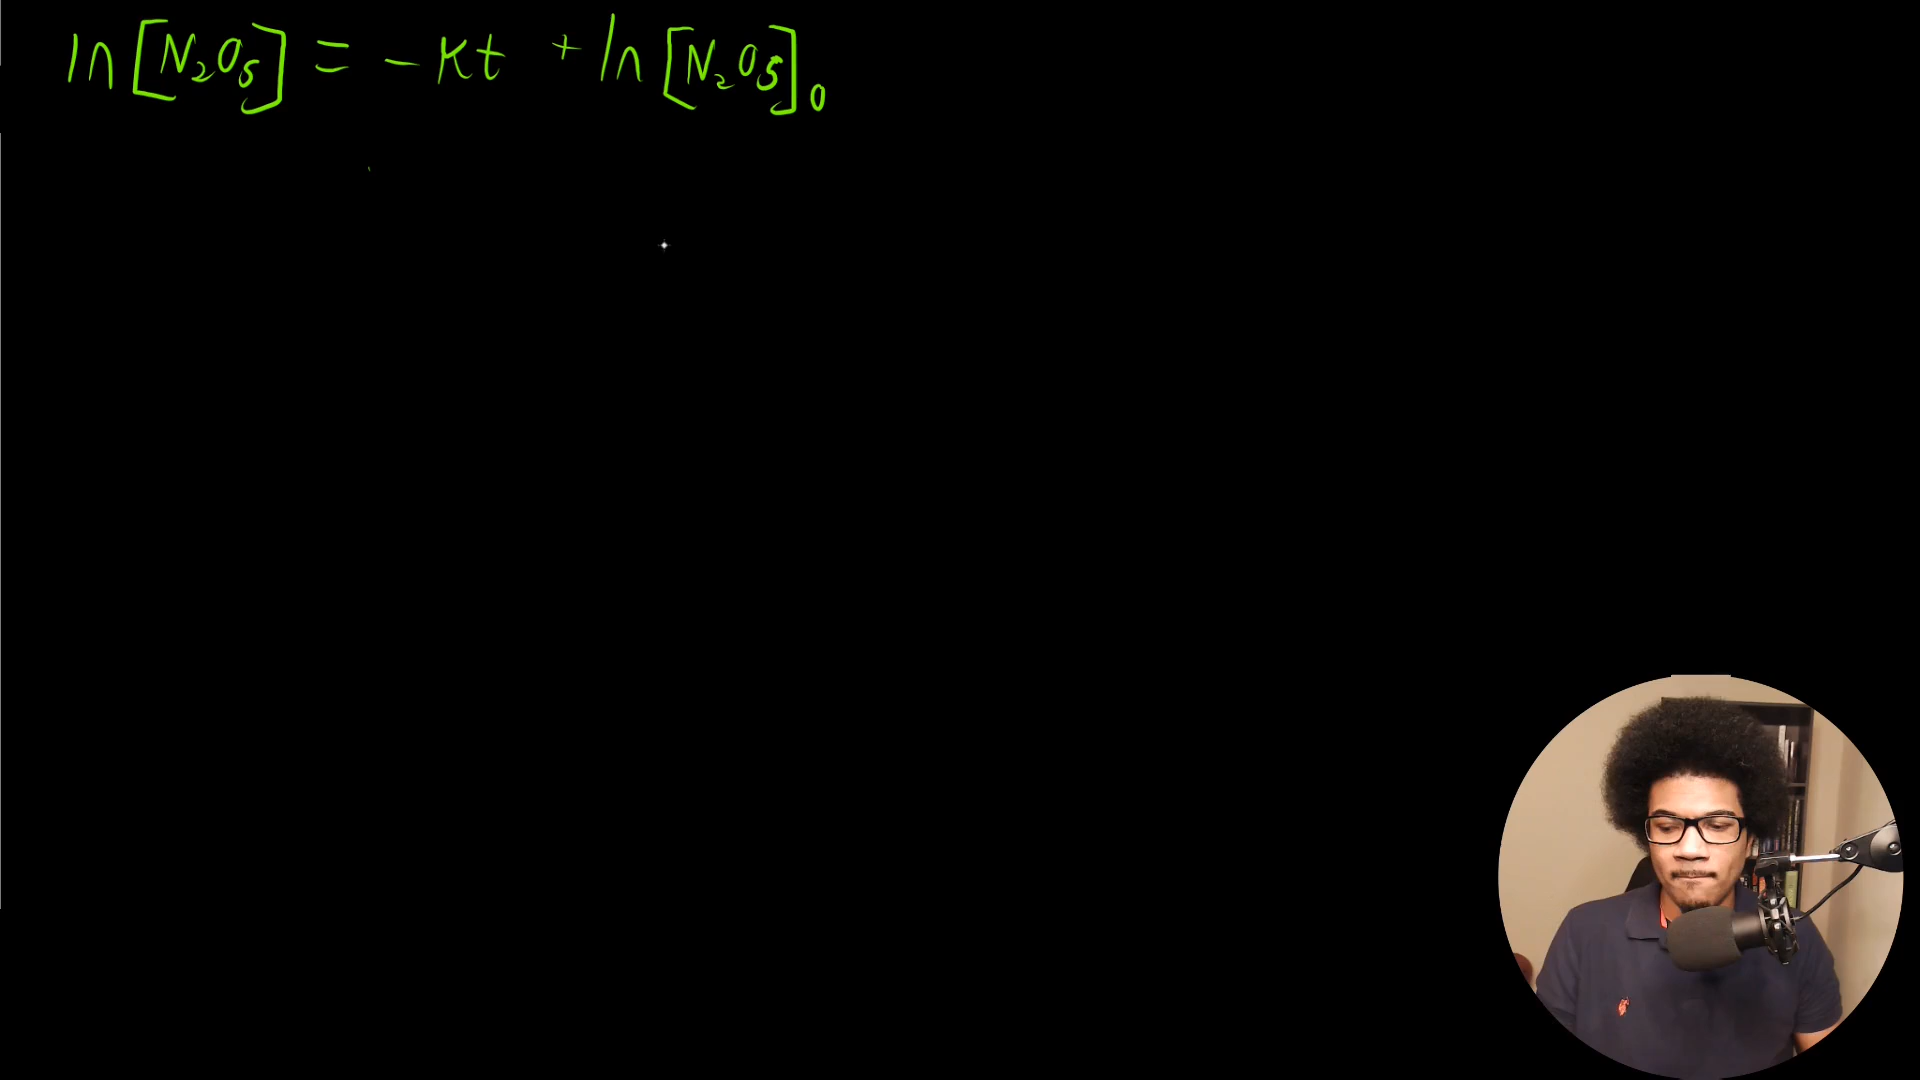 ln[N₂O₅] = -kt + ln[N₂O₅]₀